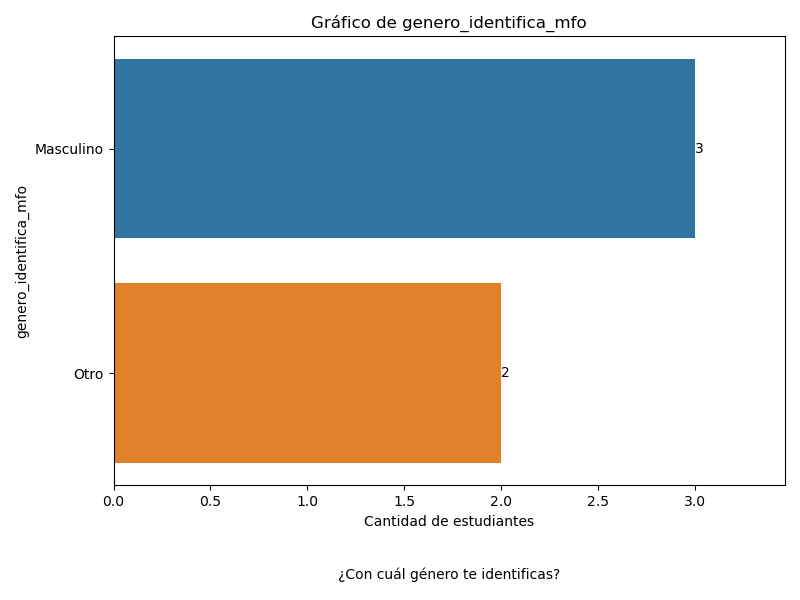 Gráfico de genero_identifica_mfo
genero_identifica_mfo
Masculino
3
Otro
2
0.0 0.5 1.0 1.5 2.0 2.5 3.0
Cantidad de estudiantes
¿Con cuál género te identificas?